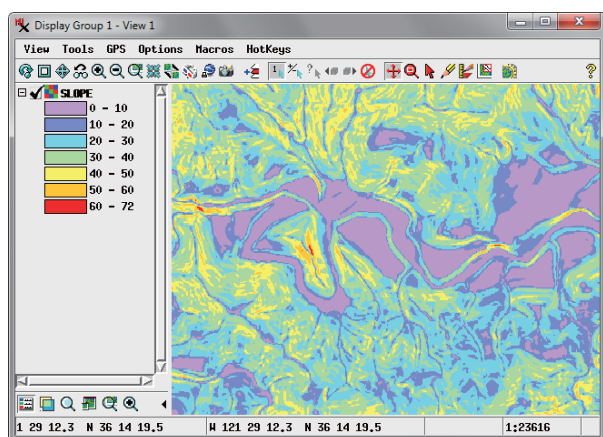 Display Group 1 - View 1
View Tools GPS Options Macros HotKeys
SLOPE
0 - 10
10 - 20
20 - 30
30 - 40
40 - 50
50 - 60
60 - 72
1 29 12.3 N 36 14 19.5 W 121 29 12.3 N 36 14 19.5 1:23616